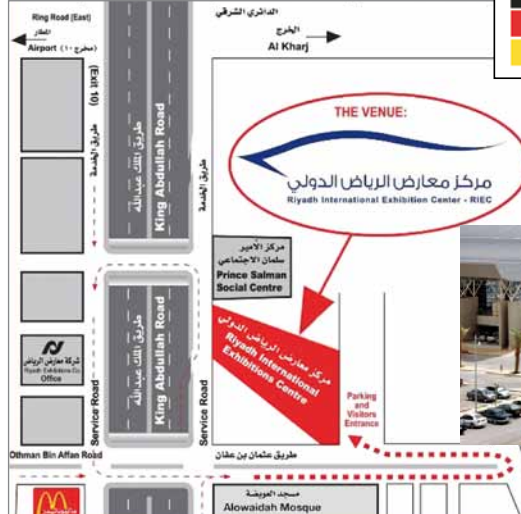 الدائري الشرقي
Ring Road (East)
المطار
Airport (مخرج ١٠)
الخرج
Al Kharj
(Exit 10)
طريق الخدمة
طريق الملك عبدالله
King Abdullah Road
طريق الخدمة
THE VENUE:
مركز معارض الرياض الدولي
Riyadh International Exhibition Center - RIEC
مركز الأمير
سلمان الاجتماعي
Prince Salman
Social Centre
مركز معارض الرياض الدولي
Riyadh International
Exhibitions Centre
شركة معارض الرياض
Riyadh Exhibitions Co.
Office
Service Road
طريق الملك عبدالله
King Abdullah Road
Service Road
Parking
and
Visitors
Entrance
Othman Bin Affan Road
طريق عثمان بن عفان
مسجد العويضة
Alowaidah Mosque